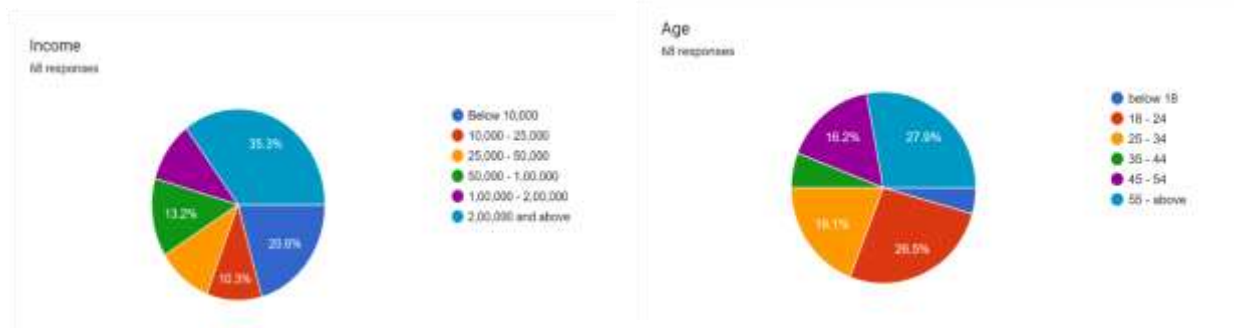 Income
68 responses
35.3%
13.2%
10.3%
20.6%
Below 10,000
10,000 - 25,000
25,000 - 50,000
50,000 - 1,00,000
1,00,000 - 2,00,000
2,00,000 and above
Age
68 responses
16.2%
27.9%
19.1%
26.5%
below 18
18 - 24
25 - 34
35 - 44
45 - 54
55 - above